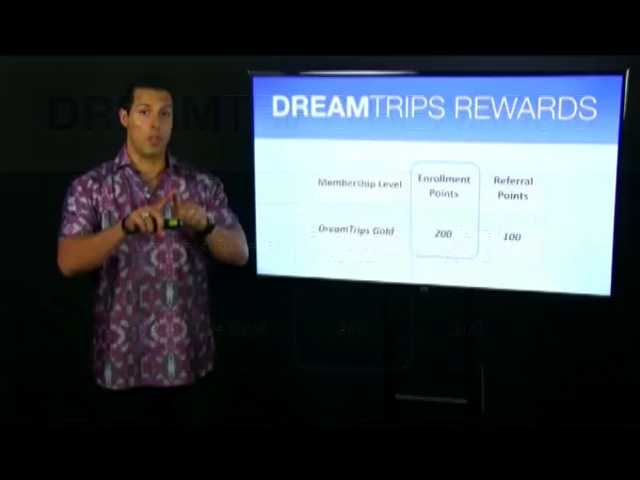 DREAMTRIPS REWARDS
Membership Level
Enrollment Points
Referral Points
DreamTrips Gold
200
100